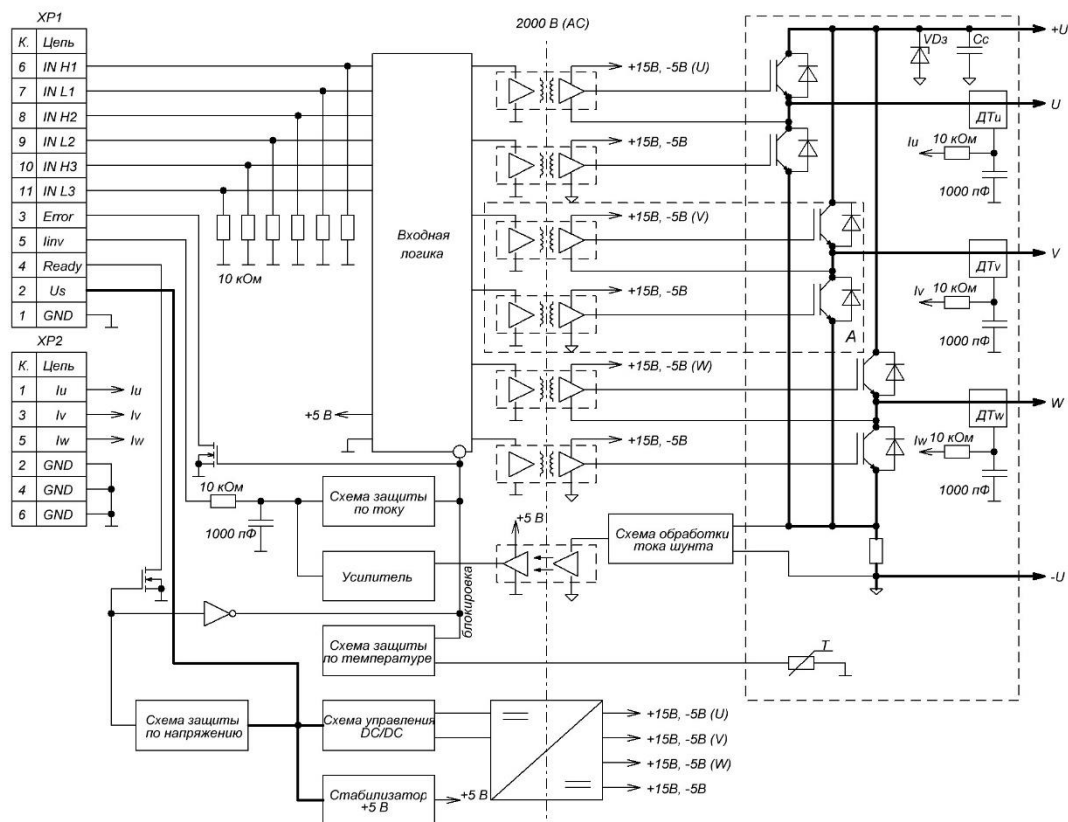 XP1
2000 В (AC)
К. Цепь
6 IN H1
7 IN L1
8 IN H2
9 IN L2
10 IN H3
11 IN L3
3 Error
5 Iinv
4 Ready
2 Us
1 GND
XP2
К. Цепь
1 Iu
3 Iv
5 Iw
2 GND
4 GND
6 GND
Iu
Iv
Iw
10 кОм
Входная
логика
+5 В
10 кОм
1000 пФ
Схема защиты
по току
Усилитель
блокировка
Схема защиты
по температуре
Схема защиты
по напряжению
Схема управления
DC/DC
Стабилизатор
+5 В
+5 В
+15В, -5В (U)
+15В, -5В
+15В, -5В (V)
+15В, -5В
+15В, -5В (W)
+15В, -5В
A
+5 В
Схема обработки
тока шунта
T
+15В, -5В (U)
+15В, -5В (V)
+15В, -5В (W)
+15В, -5В
VDз
Cc
+U
U
ДТu
Iu
10 кОм
1000 пФ
V
ДТv
Iv
10 кОм
1000 пФ
W
ДТw
Iw
10 кОм
1000 пФ
-U